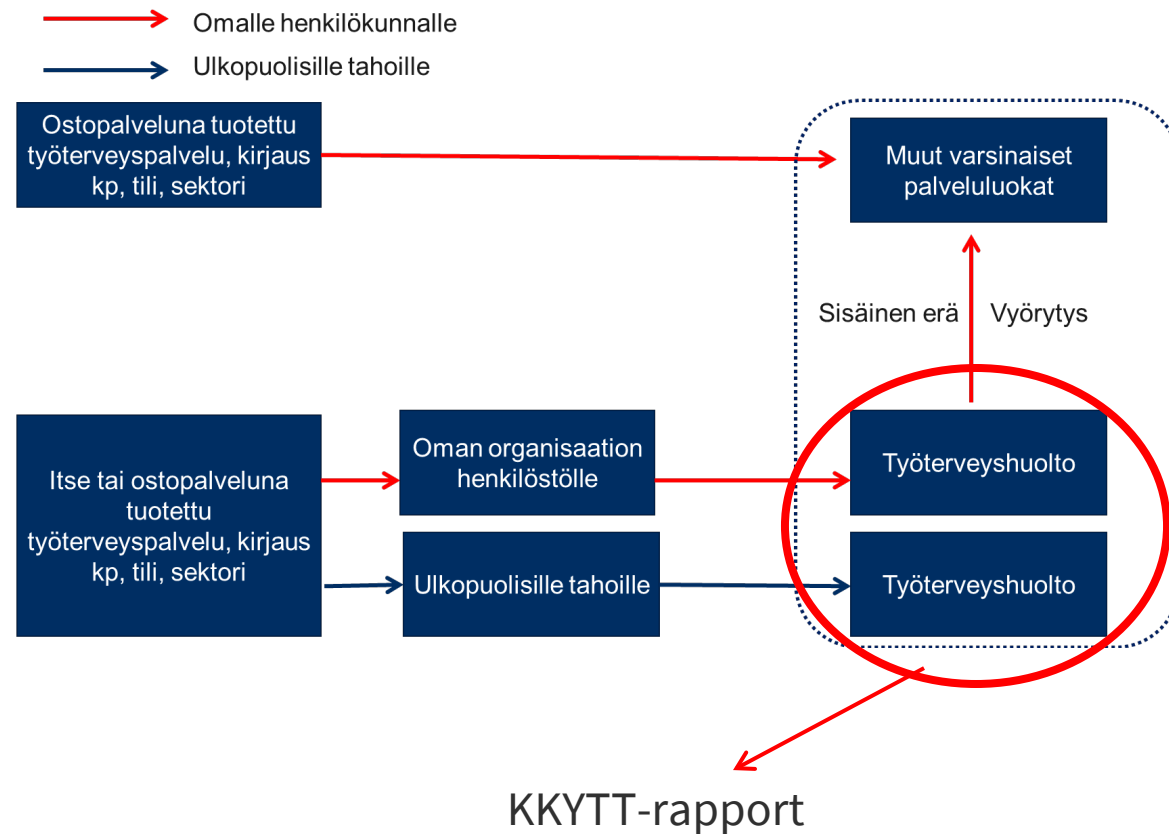 Omalle henkilökunnalle
Ulkopuolisille tahoille
Ostopalveluna tuotettu
työterveyspalvelu, kirjaus
kp, tili, sektori
Muut varsinaiset
palveluluokat
Sisäinen erä
Vyörytys
Itse tai ostopalveluna
tuotettu
työterveyspalvelu, kirjaus
kp, tili, sektori
Oman organisaation
henkilöstölle
Työterveyshuolto
Ulkopuolisille tahoille
Työterveyshuolto
KKYTT-rapport